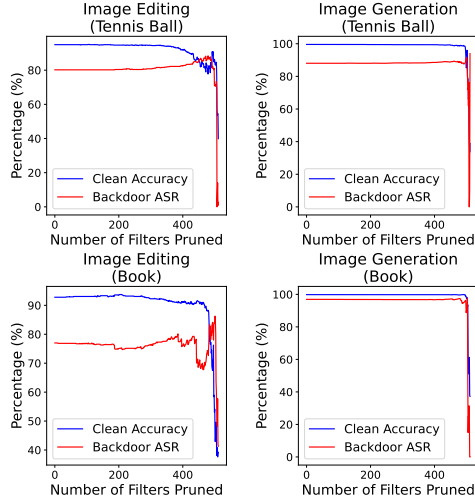 Image Editing
(Tennis Ball)
Percentage (%)
80
60
40
20
0
Clean Accuracy
Backdoor ASR
0
200
400
Number of Filters Pruned
Image Generation
(Tennis Ball)
Percentage (%)
100
80
60
40
20
0
Clean Accuracy
Backdoor ASR
0
200
400
Number of Filters Pruned
Image Editing
(Book)
Percentage (%)
90
80
70
60
50
40
Clean Accuracy
Backdoor ASR
0
200
400
Number of Filters Pruned
Image Generation
(Book)
Percentage (%)
100
80
60
40
20
0
Clean Accuracy
Backdoor ASR
0
200
400
Number of Filters Pruned